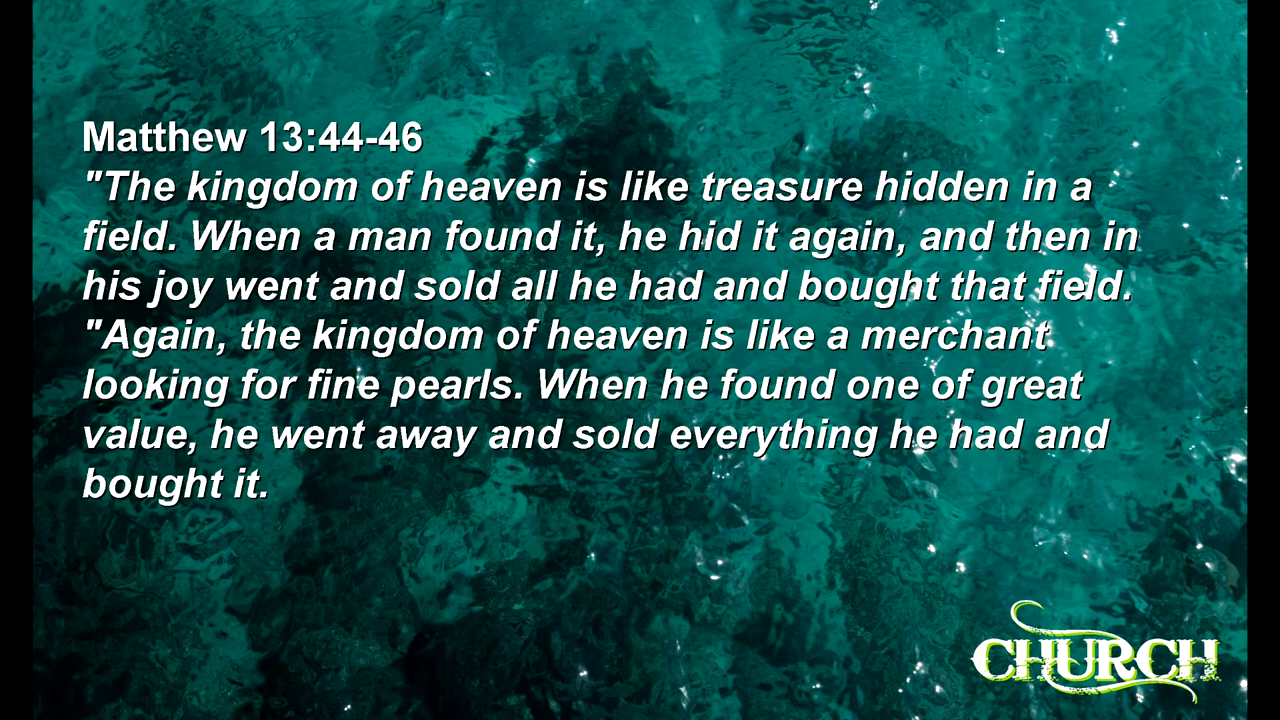 Matthew 13:44-46
"The kingdom of heaven is like treasure hidden in a
field. When a man found it, he hid it again, and then in
his joy went and sold all he had and bought that field.
"Again, the kingdom of heaven is like a merchant
looking for fine pearls. When he found one of great
value, he went away and sold everything he had and
bought it.
CHURCH